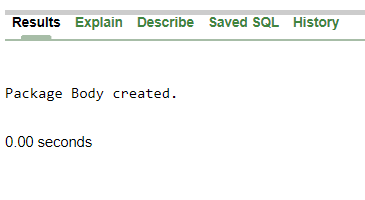 Results Explain Describe Saved SQL History
Package Body created.
0.00 seconds